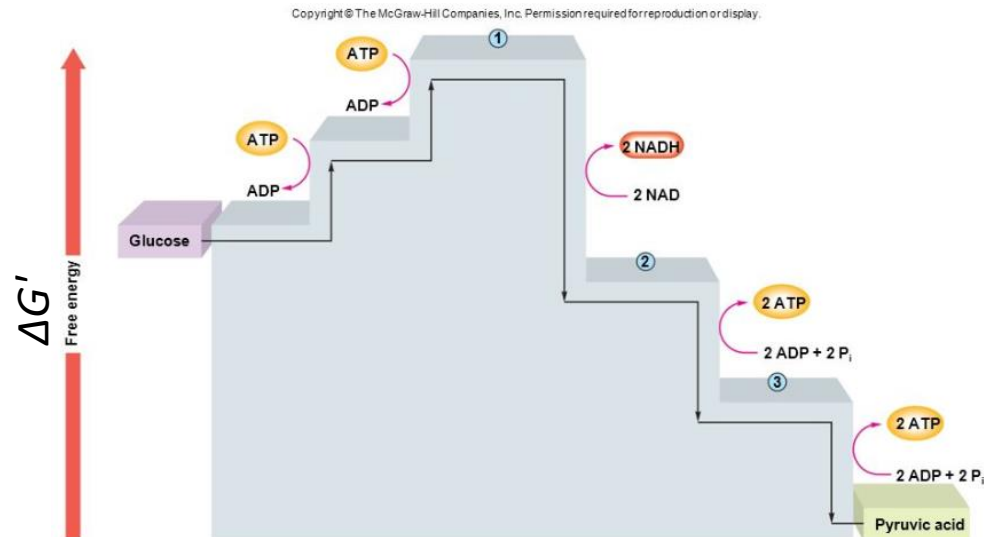 Copyright © The McGraw-Hill Companies, Inc. Permission required for reproduction or display.
1
ATP
ADP
ATP
ADP
2 NADH
2 NAD
Glucose
ΔG'
Free energy
2
2 ATP
2 ADP + 2 Pi
3
2 ATP
2 ADP + 2 Pi
Pyruvic acid